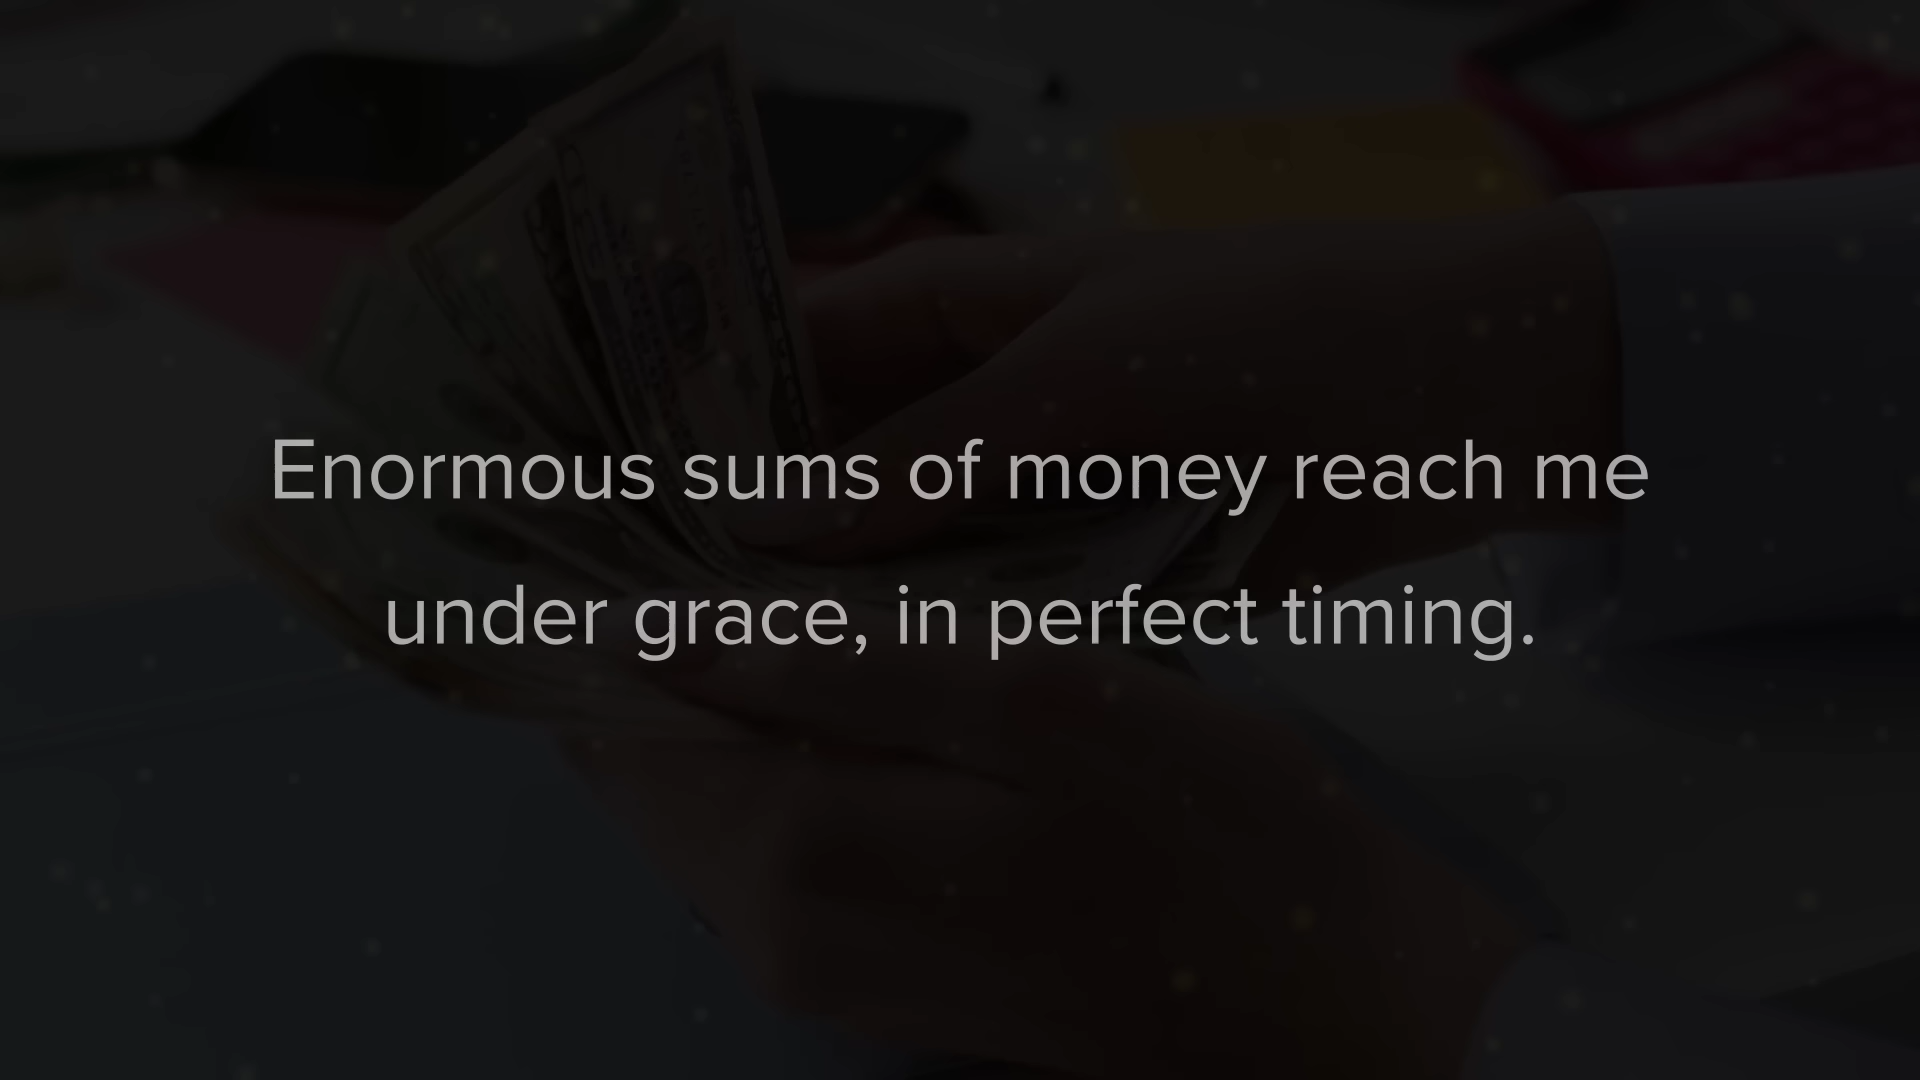 Enormous sums of money reach me
under grace, in perfect timing.